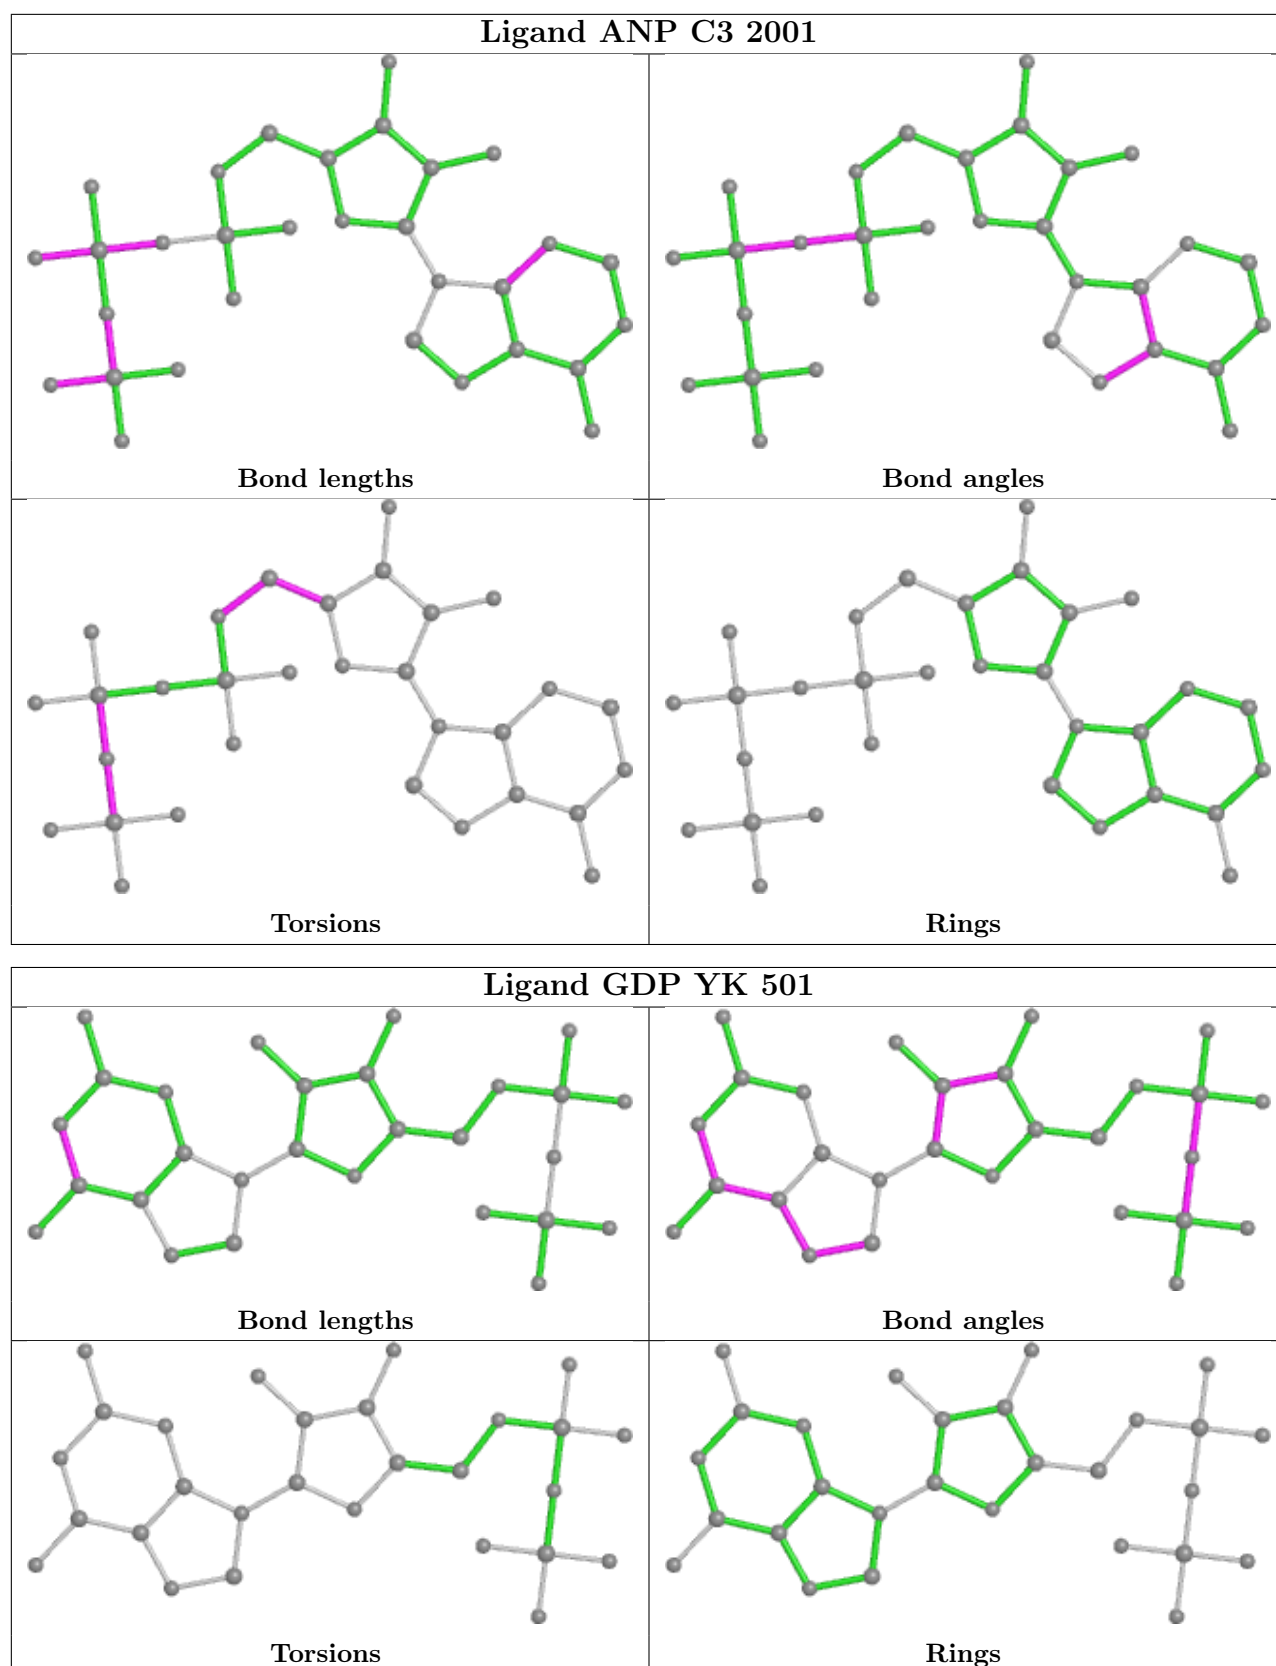 Ligand ANP C3 2001
Bond lengths
Bond angles
Torsions
Rings
Ligand GDP YK 501
Bond lengths
Bond angles
Torsions
Rings